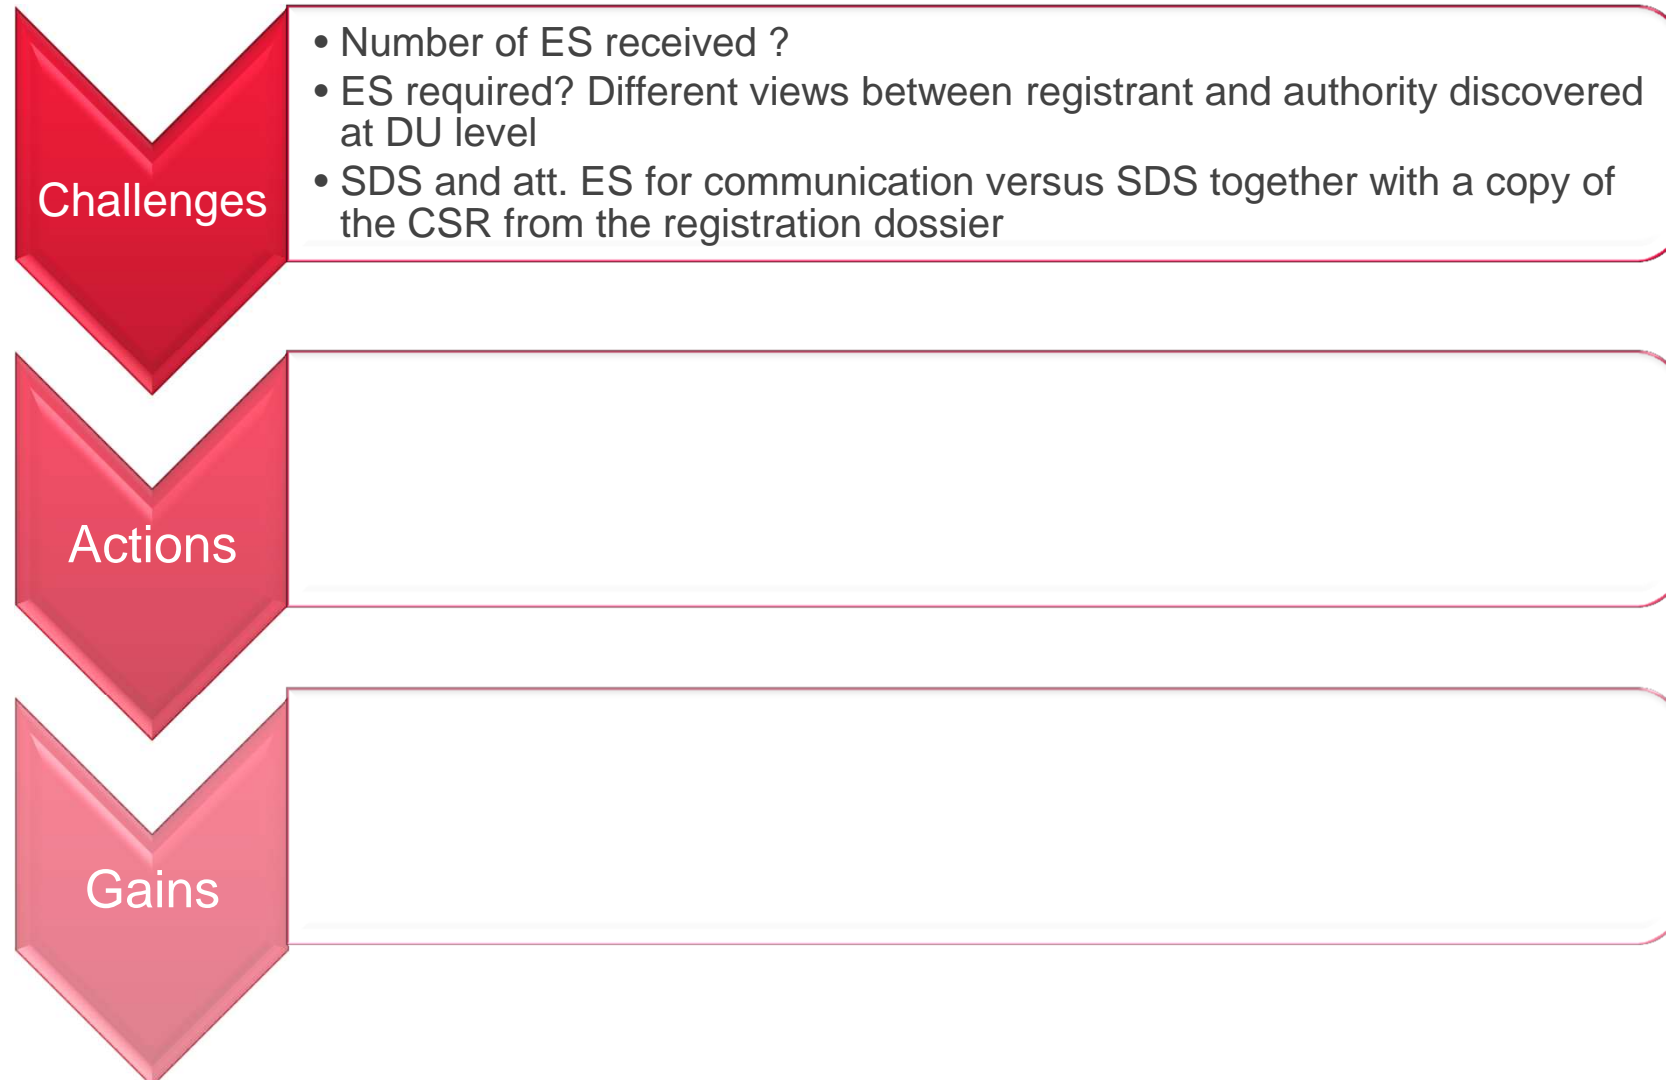 • Number of ES received ?
• ES required? Different views between registrant and authority discovered
at DU level
• SDS and att. ES for communication versus SDS together with a copy of
the CSR from the registration dossier
Challenges
Actions
Gains